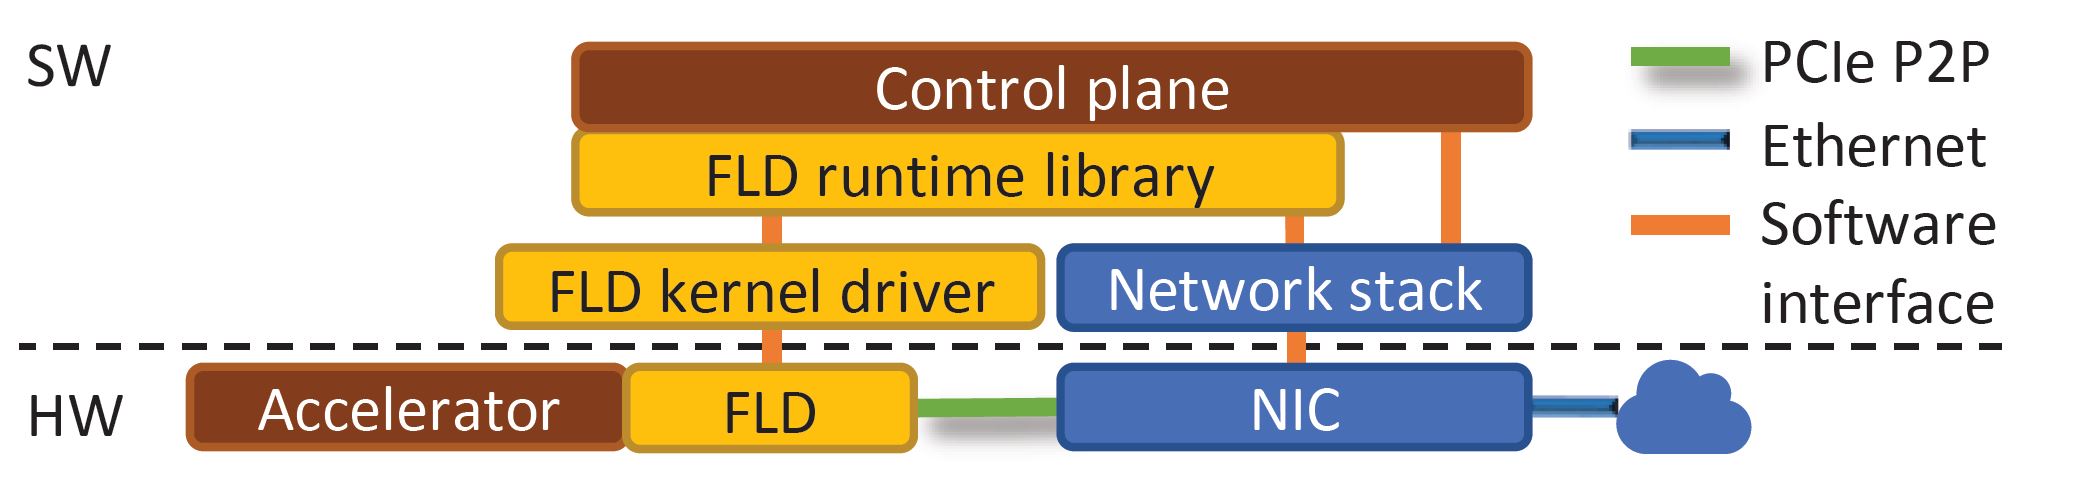 SW
Control plane
FLD runtime library
FLD kernel driver
Network stack
HW
Accelerator
FLD
NIC
PCIe P2P
Ethernet
Software
interface